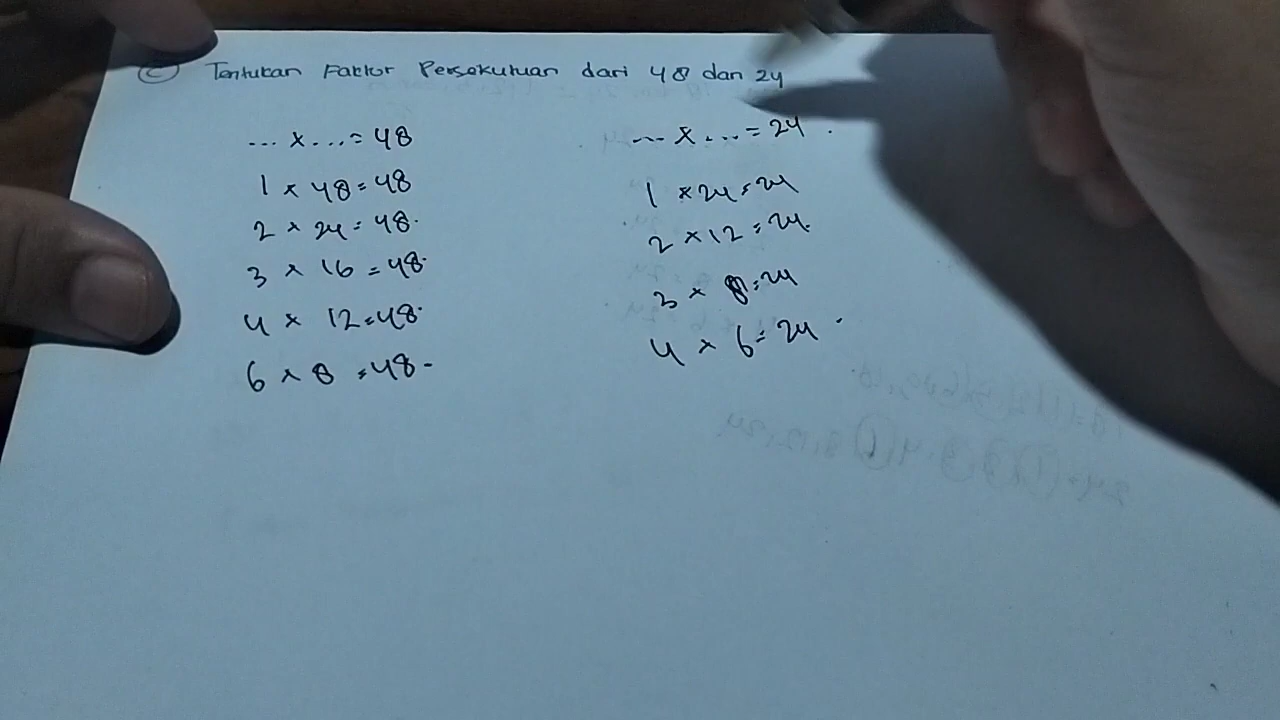 c Tentukan Faktor Persekutuan dari 48 dan 24
... x ... = 48
1 x 48 = 48
2 x 24 = 48.
3 x 16 = 48.
4 x 12 = 48.
6 x 8 = 48-
... x ... = 24.
1 x 24 = 24
2 x 12 = 24.
3 x 8 = 24
4 x 6 = 24.